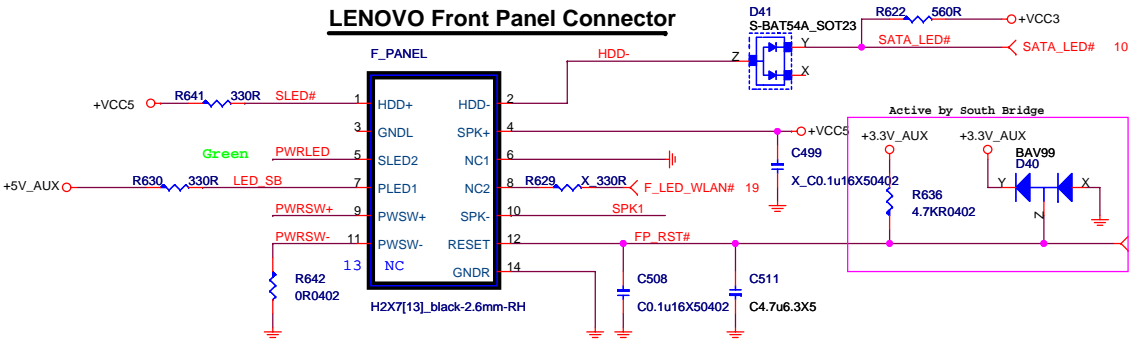 LENOVO Front Panel Connector
D41
S-BAT54A_SOT23
R622 560R
+VCC3
Y
SATA_LED#
SATA_LED# 10
Z
X
HDD-
F_PANEL
+VCC5
R641 330R SLED#
1 HDD+ HDD- 2
3 GNDL SPK+ 4
+VCC5
Green
PWRLED 5 SLED2 NC1 6
C499
X_C0.1u16X50402
+5V_AUX
R630 330R LED_SB
7 PLED1 NC2 8
R629 X_330R
F_LED_WLAN# 19
PWRSW+ 9 PWSW+ SPK- 10 SPK1
PWRSW- 11 PWSW- RESET 12 FP_RST#
13 NC GNDR 14
R642
0R0402
H2X7[13]_black-2.6mm-RH
C508
C0.1u16X50402
C511
C4.7u6.3X5
Active by South Bridge
+3.3V_AUX +3.3V_AUX
BAV99
D40
Y X
Z
R636
4.7KR0402